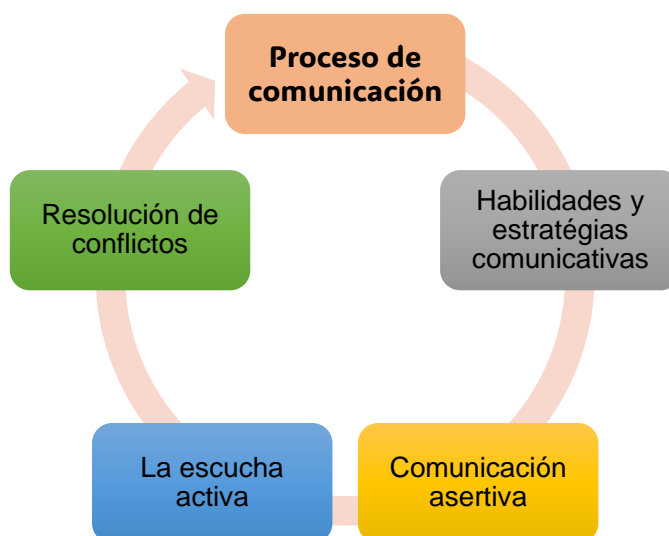 Proceso de
comunicación
Habilidades y
estratégias
comunicativas
Comunicación
asertiva
La escucha
activa
Resolución de
conflictos